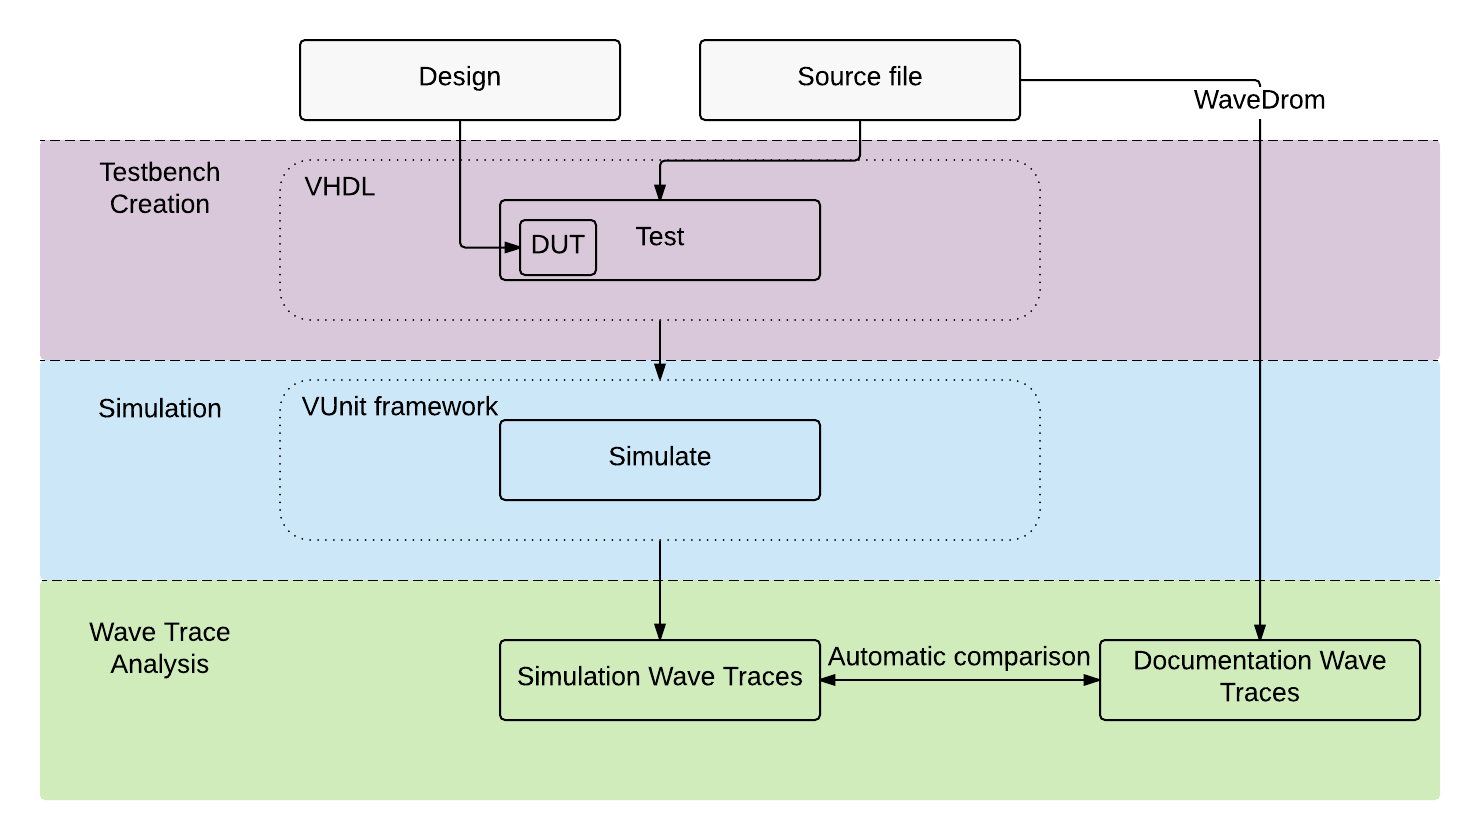 Design
Source file
WaveDrom
Testbench
Creation
VHDL
DUT
Test
Simulation
VUnit framework
Simulate
Wave Trace
Analysis
Simulation Wave Traces
Automatic comparison
Documentation Wave
Traces